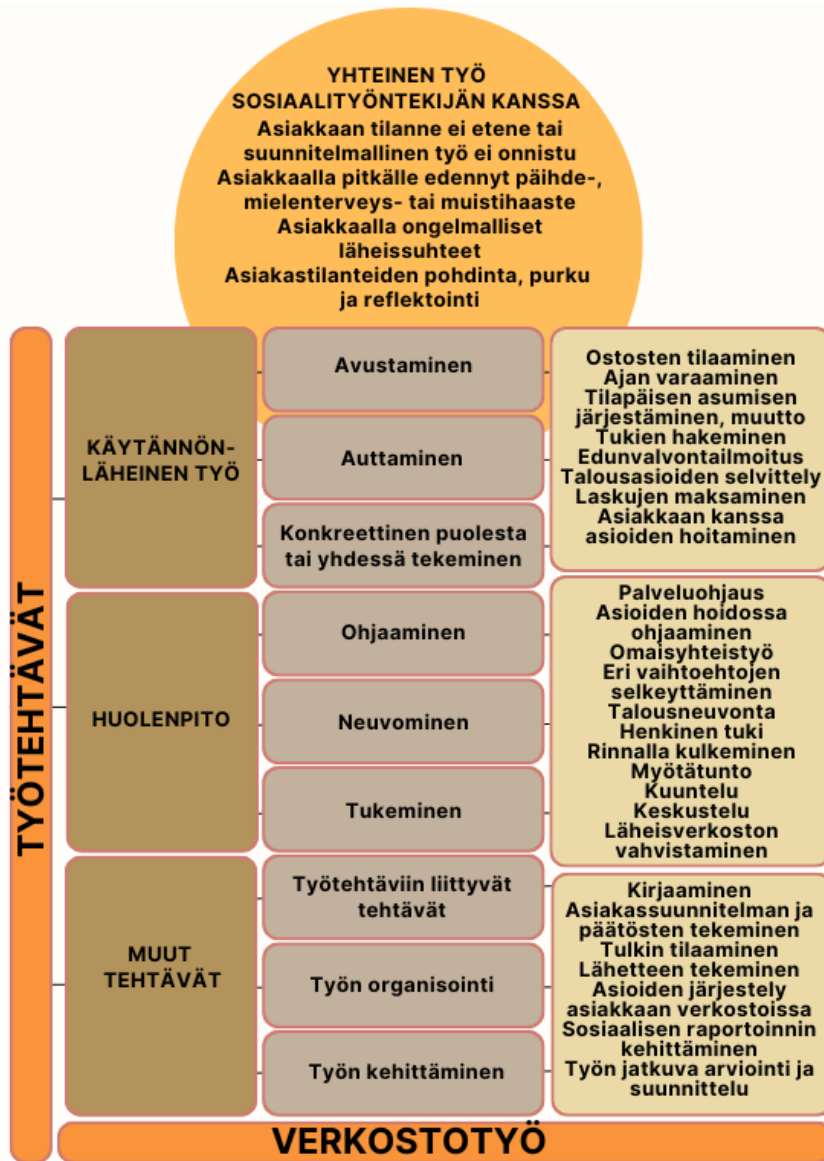 YHTEINEN TYÖ
SOSIAALITYÖNTEKIJÄN KANSSA
Asiakkaan tilanne ei etene tai
suunnitelmallinen työ ei onnistu
Asiakkaalla pitkälle edennyt päihde-,
mielenterveys- tai muistihaaste
Asiakkaalla ongelmalliset
läheissuhteet
Asiakastilanteiden pohdinta, purku
ja reflektointi
TYÖTEHTÄVÄT
KÄYTÄNNÖN-
LÄHEINEN TYÖ
Avustaminen
Auttaminen
Konkreettinen puolesta
tai yhdessä tekeminen
Ostosten tilaaminen
Ajan varaaminen
Tilapäisen asumisen
järjestäminen, muutto
Tukien hakeminen
Edunvalvontailmoitus
Talousasioiden selvittely
Laskujen maksaminen
Asiakkaan kanssa
asioiden hoitaminen
HUOLENPITO
Ohjaaminen
Neuvominen
Tukeminen
Palveluohjaus
Asioiden hoidossa
ohjaaminen
Omaisyhteistyö
Eri vaihtoehtojen
selkeyttäminen
Talousneuvonta
Henkinen tuki
Rinnalla kulkeminen
Myötätunto
Kuuntelu
Keskustelu
Läheisverkoston
vahvistaminen
MUUT
TEHTÄVÄT
Työtehtäviin liittyvät
tehtävät
Työn organisointi
Työn kehittäminen
Kirjaaminen
Asiakassuunnitelman ja
päätösten tekeminen
Tulkin tilaaminen
Lähetteen tekeminen
Asioiden järjestely
asiakkaan verkostoissa
Sosiaalisen raportoinnin
kehittäminen
Työn jatkuva arviointi ja
suunnittelu
VERKOSTOTYÖ